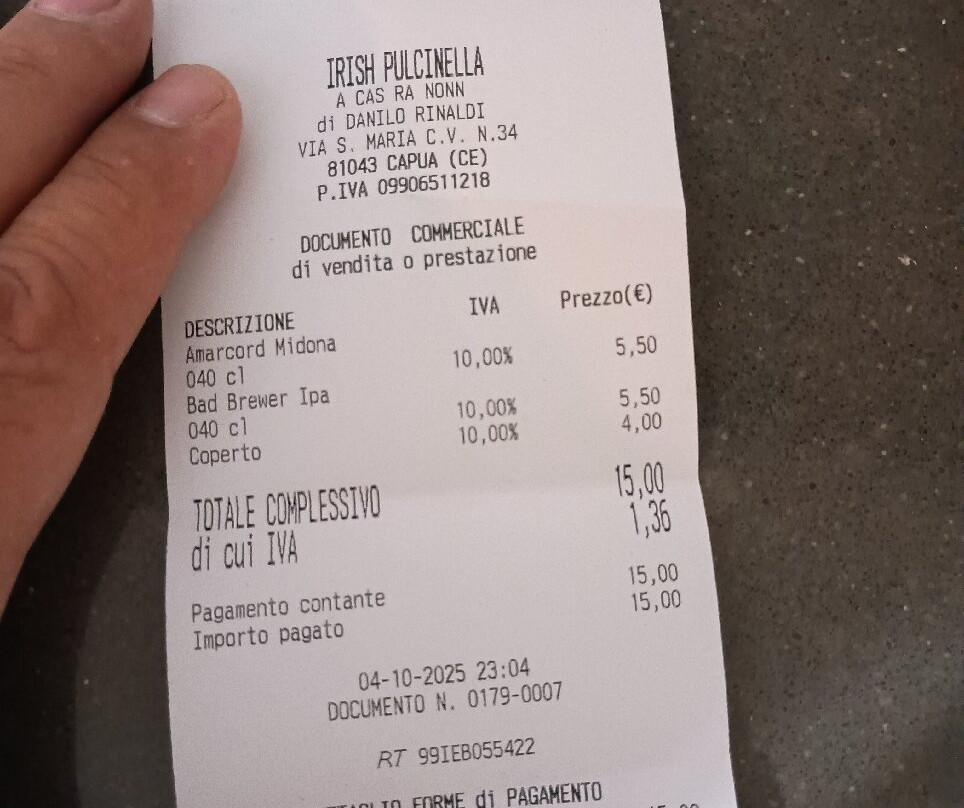 IRISH PULCINELLA
A CAS RA NONN
di DANILO RINALDI
VIA S. MARIA C.V. N.34
81043 CAPUA (CE)
P.IVA 09906511218
DOCUMENTO COMMERCIALE
di vendita o prestazione
DESCRIZIONE IVA Prezzo(€)
Amarcord Midona
040 cl 10,00% 5,50
Bad Brewer Ipa
040 cl 10,00% 5,50
Coperto 10,00% 4,00
TOTALE COMPLESSIVO 15,00
di cui IVA 1,36
Pagamento contante 15,00
Importo pagato 15,00
04-10-2025 23:04
DOCUMENTO N. 0179-0007
RT 99IEB055422
FORME di PAGAMENTO